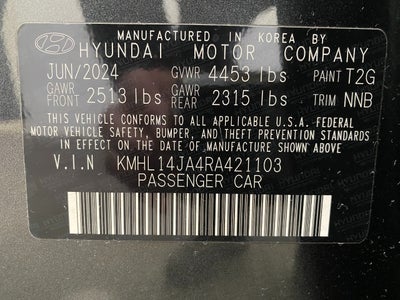 MANUFACTURED IN KOREA BY
HYUNDAI MOTOR COMPANY
JUN/2024 GVWR 4453 lbs PAINT T2G
GAWR FRONT 2513 lbs GAWR REAR 2315 lbs TRIM NNB
THIS VEHICLE CONFORMS TO ALL APPLICABLE U.S.A. FEDERAL
MOTOR VEHICLE SAFETY, BUMPER, AND THEFT PREVENTION STANDARDS
IN EFFECT ON THE DATE OF MANUFACTURE SHOWN ABOVE.
V.I.N KMHL14JA4RA421103
PASSENGER CAR